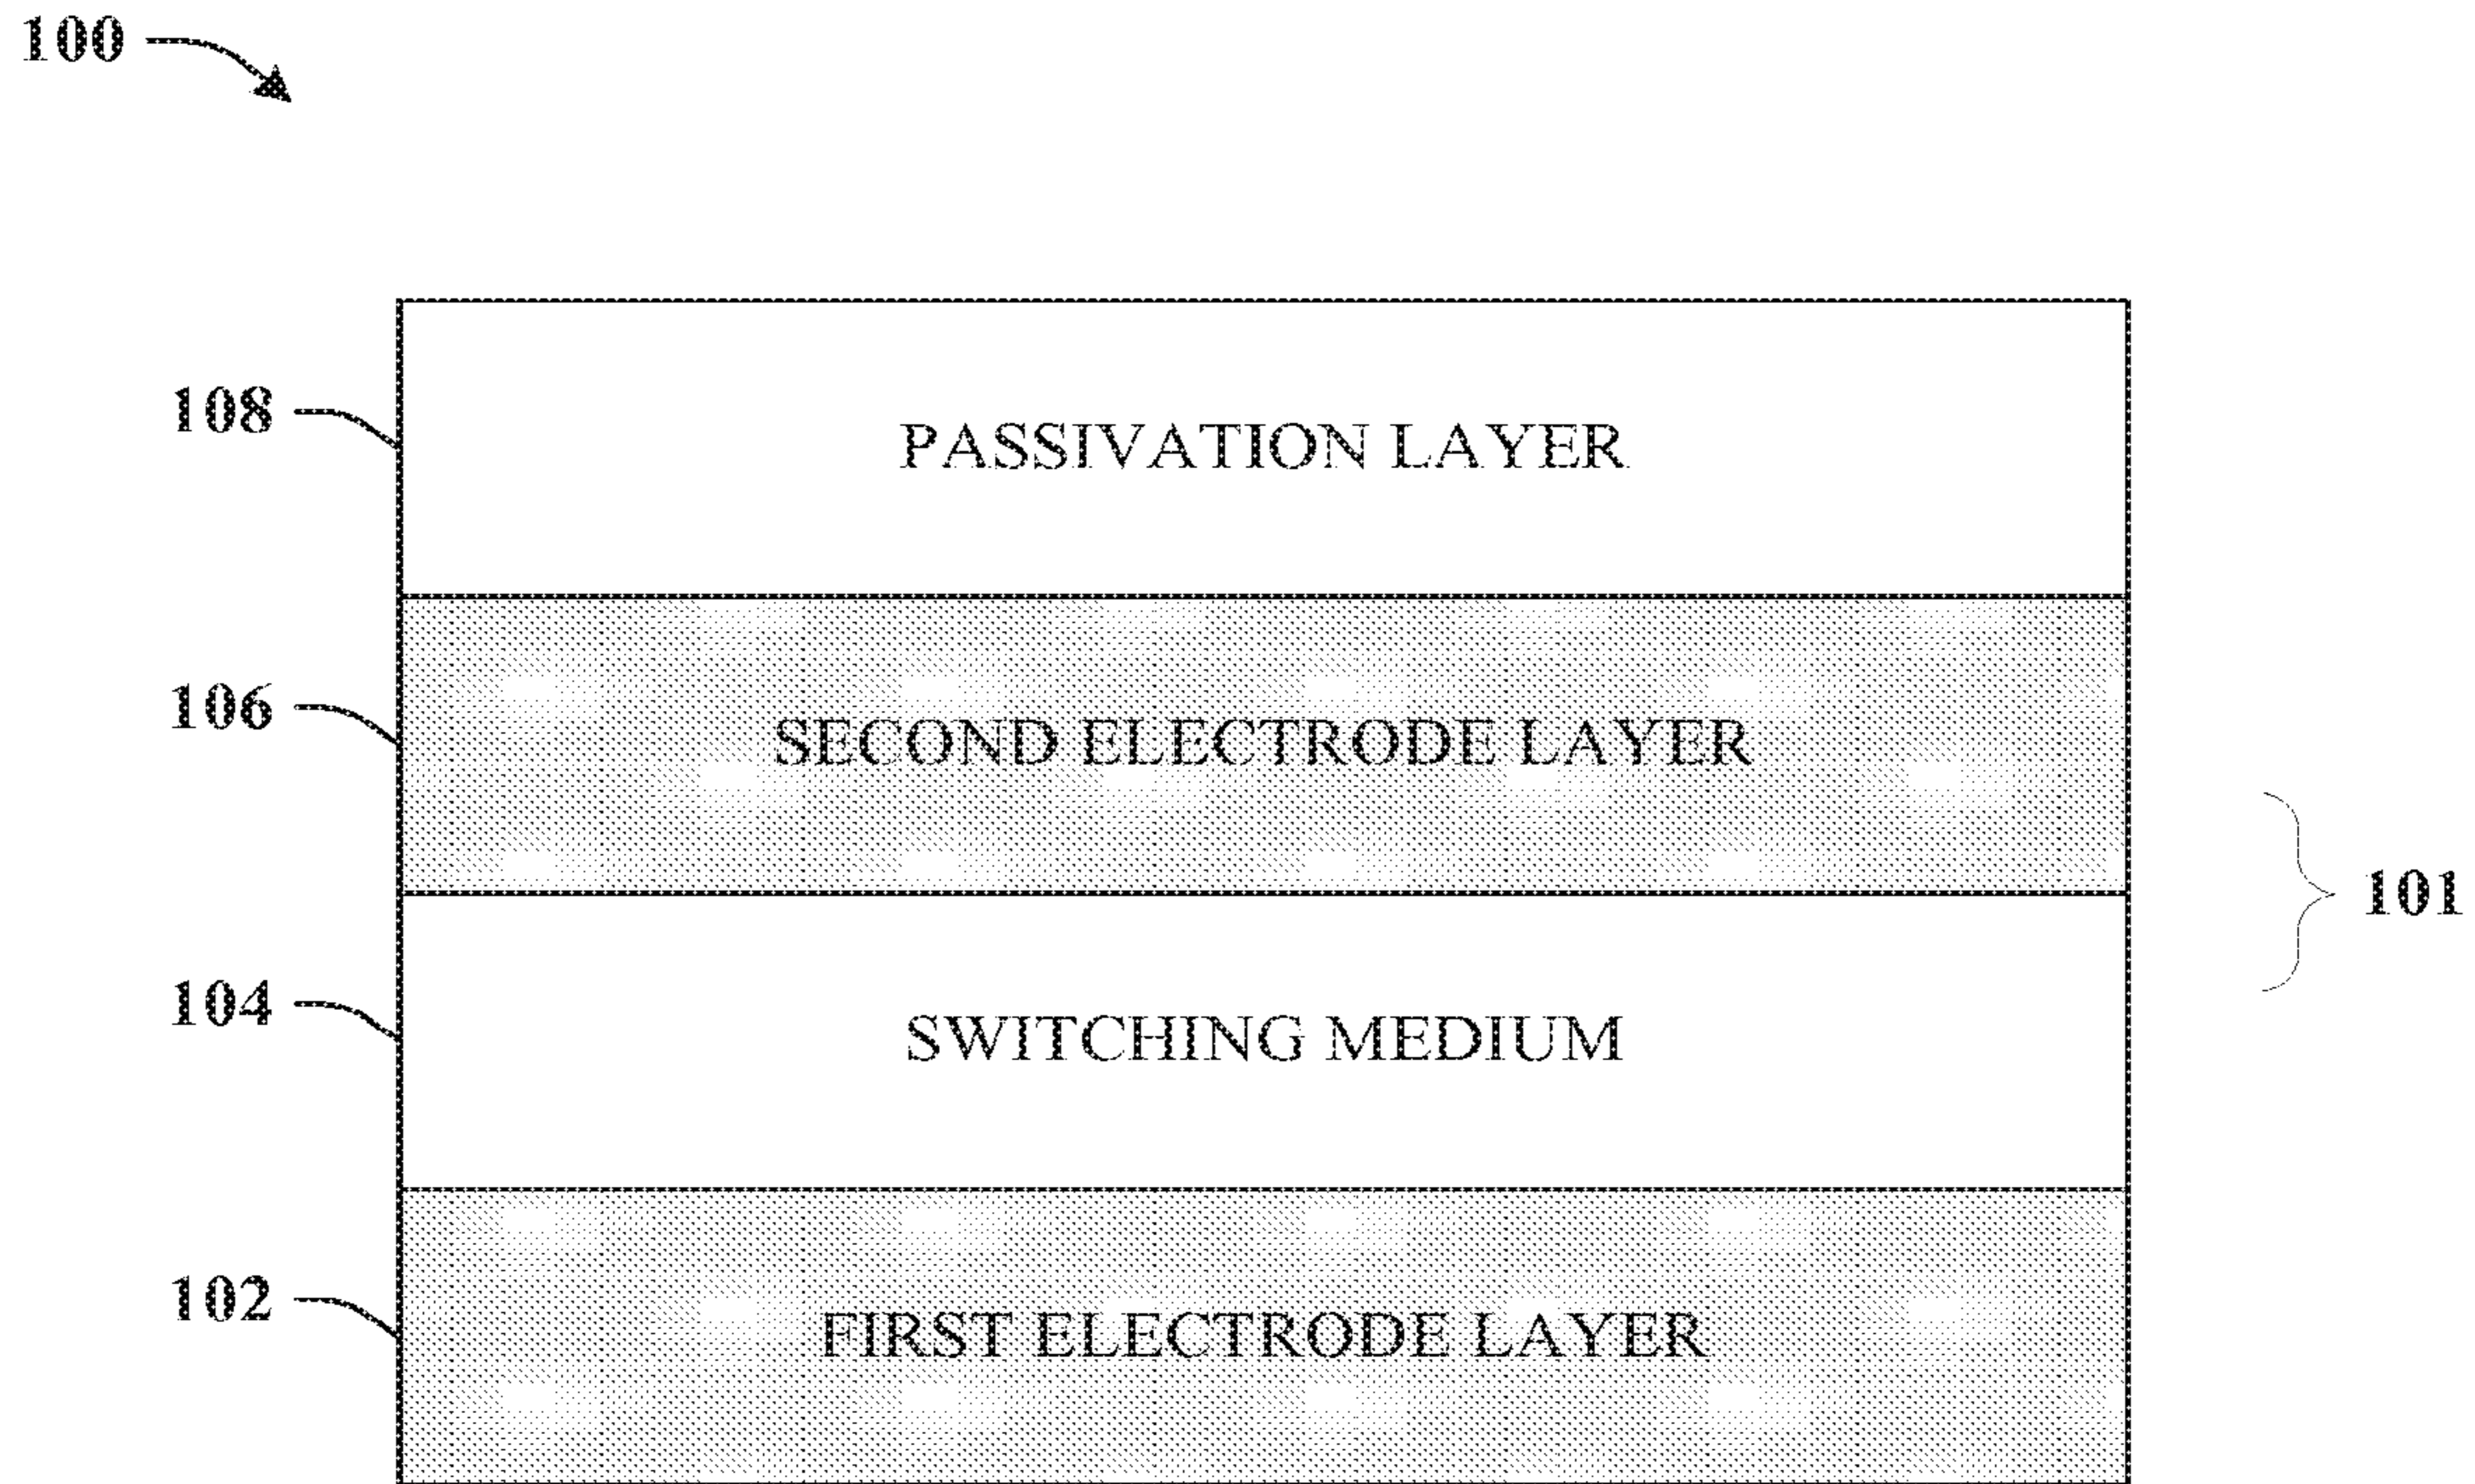 100
108
PASSIVATION LAYER
106
SECOND ELECTRODE LAYER
101
104
SWITCHING MEDIUM
102
FIRST ELECTRODE LAYER